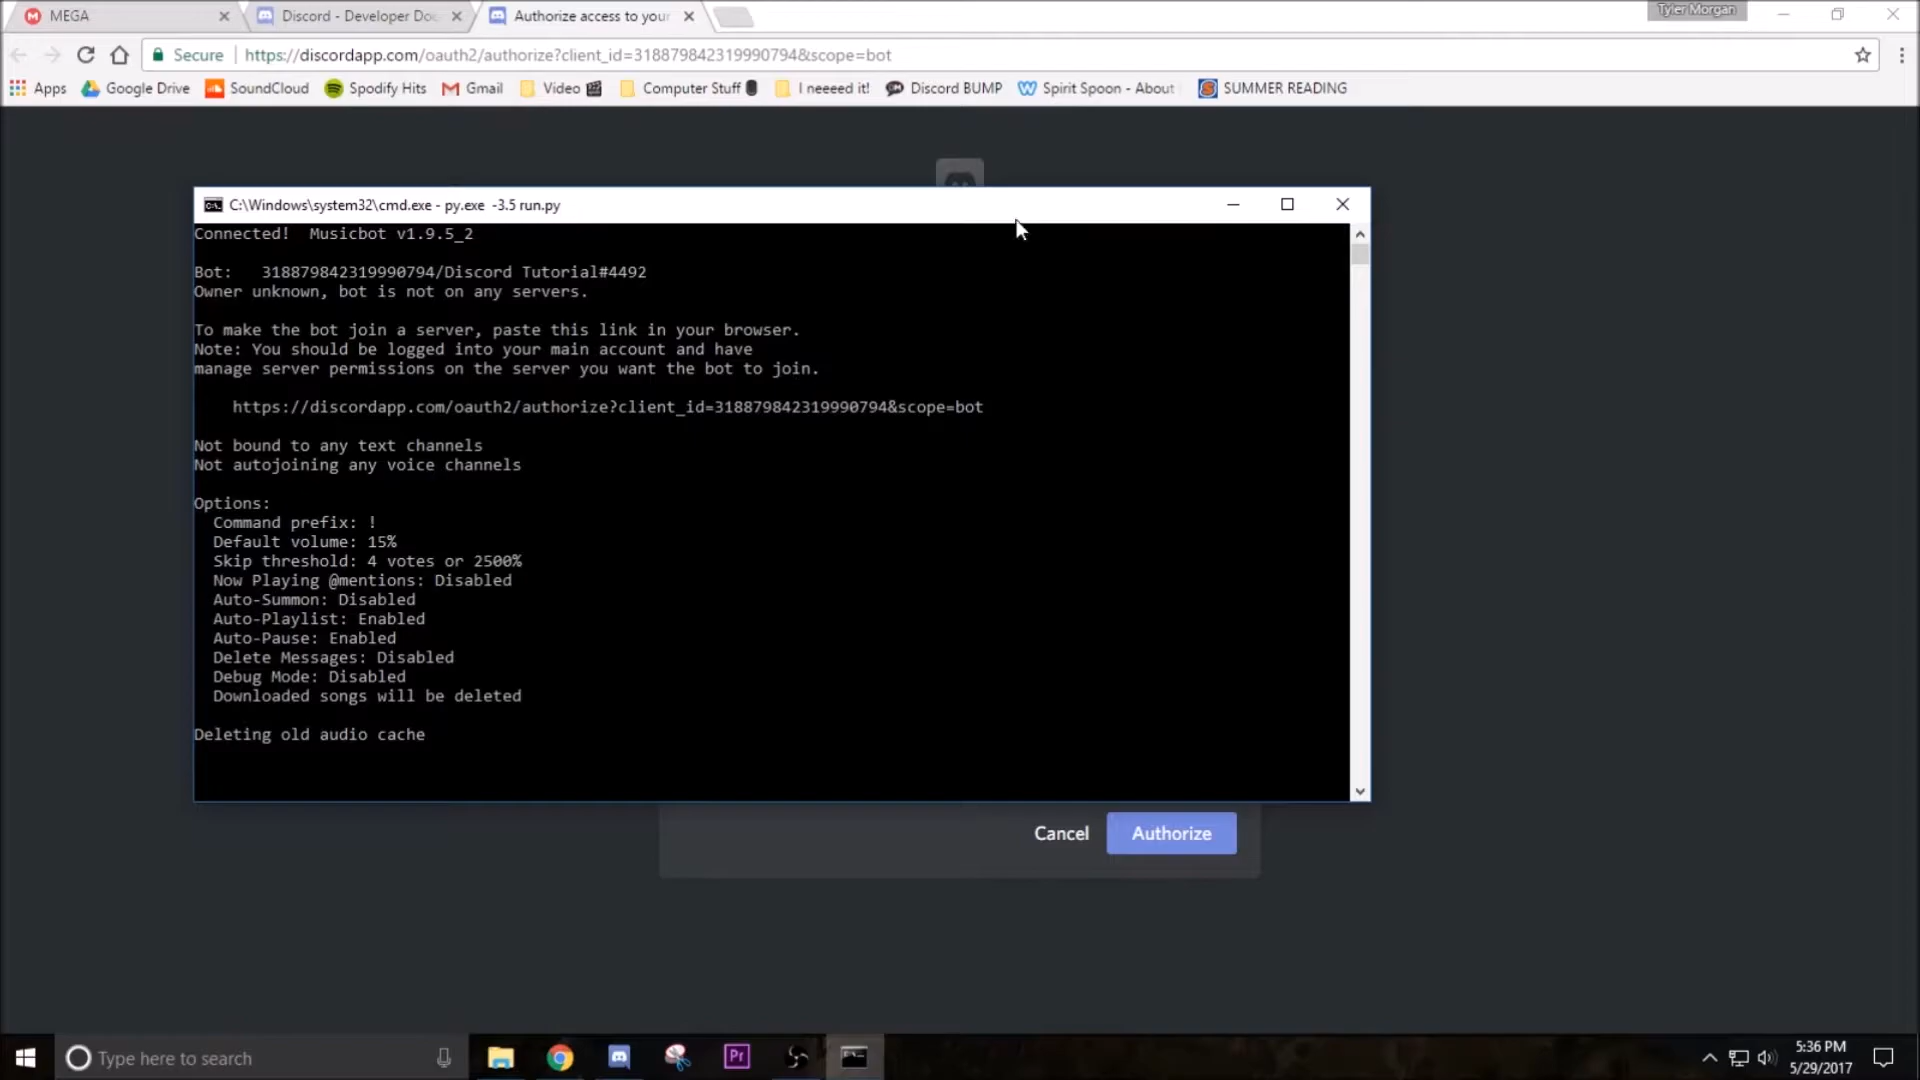 MEGA
Discord - Developer Do
Authorize access to your
Tyler Morgan
Secure
https://discordapp.com/oauth2/authorize?client_id=318879842319990794&scope=bot
Apps
Google Drive
SoundCloud
Spodify Hits
Gmail
Video
Computer Stuff
I neeeed it!
Discord BUMP
Spirit Spoon - About
SUMMER READING
C:\Windows\system32\cmd.exe - py.exe -3.5 run.py
Connected! Musicbot v1.9.5_2
Bot: 318879842319990794/Discord Tutorial#4492
Owner unknown, bot is not on any servers.
To make the bot join a server, paste this link in your browser.
Note: You should be logged into your main account and have
manage server permissions on the server you want the bot to join.
https://discordapp.com/oauth2/authorize?client_id=318879842319990794&scope=bot
Not bound to any text channels
Not autojoining any voice channels
Options:
Command prefix: !
Default volume: 15%
Skip threshold: 4 votes or 2500%
Now Playing @mentions: Disabled
Auto-Summon: Disabled
Auto-Playlist: Enabled
Auto-Pause: Enabled
Delete Messages: Disabled
Debug Mode: Disabled
Downloaded songs will be deleted
Deleting old audio cache
Cancel
Authorize
Type here to search
Pr
5:36 PM
5/29/2017